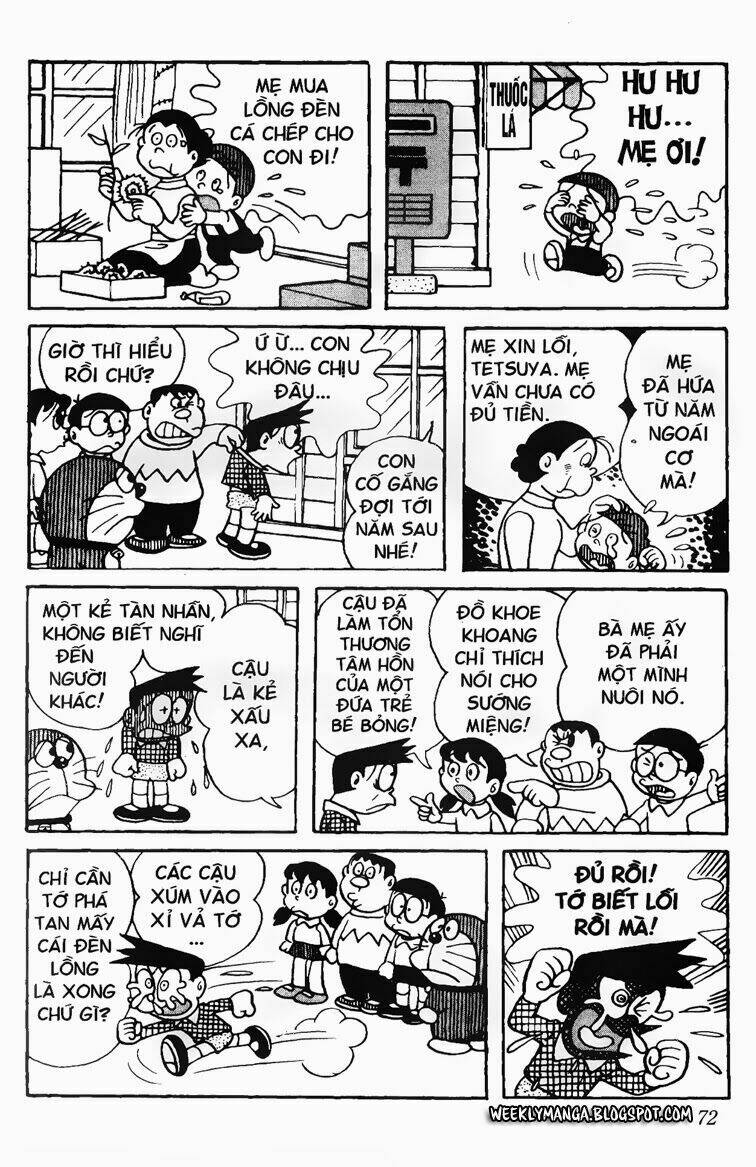 HU HU
HU...
MẸ ƠI!
THUỐC
LÁ
MẸ MUA
LỒNG ĐÈN
CÁ CHÉP CHO
CON ĐI!
MẸ
ĐÃ HỨA
TỪ NĂM
NGOÁI
CƠ
MÀ!
MẸ XIN LỖI,
TETSUYA. MẸ
VẪN CHƯA CÓ
ĐỦ TIỀN.
CON
CỐ GẮNG
ĐỢI TỚI
NĂM SAU
NHÉ!
Ứ Ừ... CON
KHÔNG CHỊU
ĐÂU...
GIỜ THÌ HIỂU
RỒI CHỨ?
BÀ MẸ ẤY
ĐÃ PHẢI
MỘT MÌNH
NUÔI NÓ.
ĐỒ KHOE
KHOANG
CHỈ THÍCH
NÓI CHO
SƯỚNG
MIỆNG!
CẬU ĐÃ
LÀM TỔN
THƯƠNG
TÂM HỒN
CỦA MỘT
ĐỨA TRẺ
BÉ BỎNG!
CẬU
LÀ KẺ
XẤU
XA,
MỘT KẺ TÀN NHẪN,
KHÔNG BIẾT NGHĨ
ĐẾN
NGƯỜI
KHÁC!
ĐỦ RỒI!
TỚ BIẾT LỖI
RỒI MÀ!
CÁC CẬU
XÚM VÀO
XỈ VẢ TỚ
...
CHỈ CẦN
TỚ PHÁ
TAN MẤY
CÁI ĐÈN
LỒNG
LÀ XONG
CHỨ GÌ?
WEEKLYMANGA.BLOGSPOT.COM
72